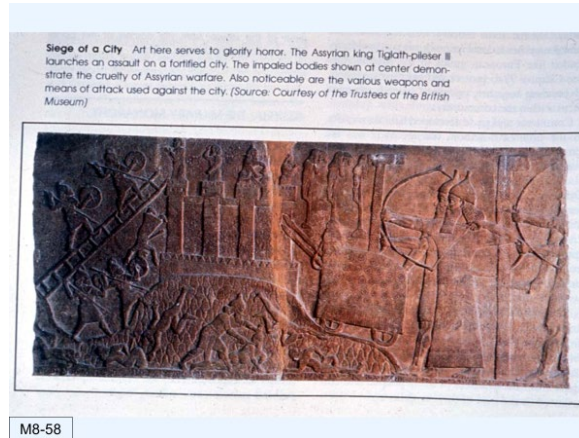 Siege of a City Art here serves to glorify horror. The Assyrian king Tiglath-pileser III
launches an assault on a fortified city. The impaled bodies shown at center demon-
strate the cruelty of Assyrian warfare. Also noticeable are the various weapons and
means of attack used against the city. (Source: Courtesy of the Trustees of the British
Museum)
M8-58